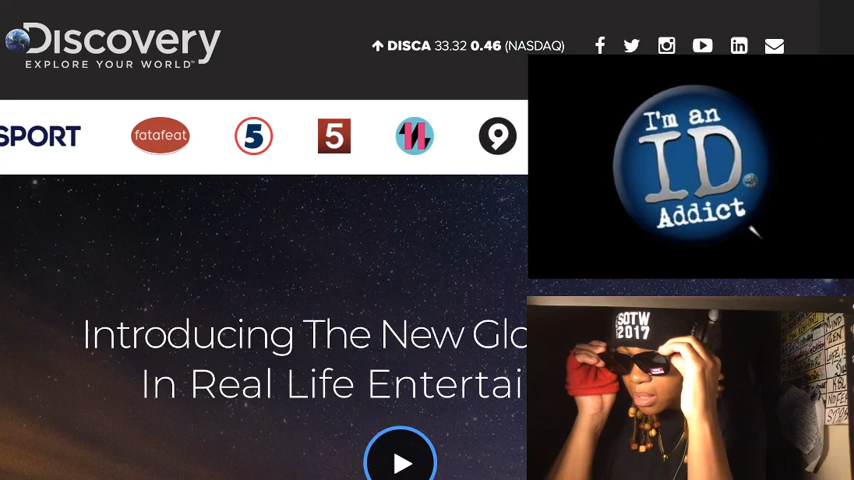 Discovery
EXPLORE YOUR WORLD™
DISCA 33.32 0.46 (NASDAQ)
SPORT
fatafeat
5
5
9
I'm an
ID
Addict
Introducing The New Glo
In Real Life Entertai
SOTW
2017